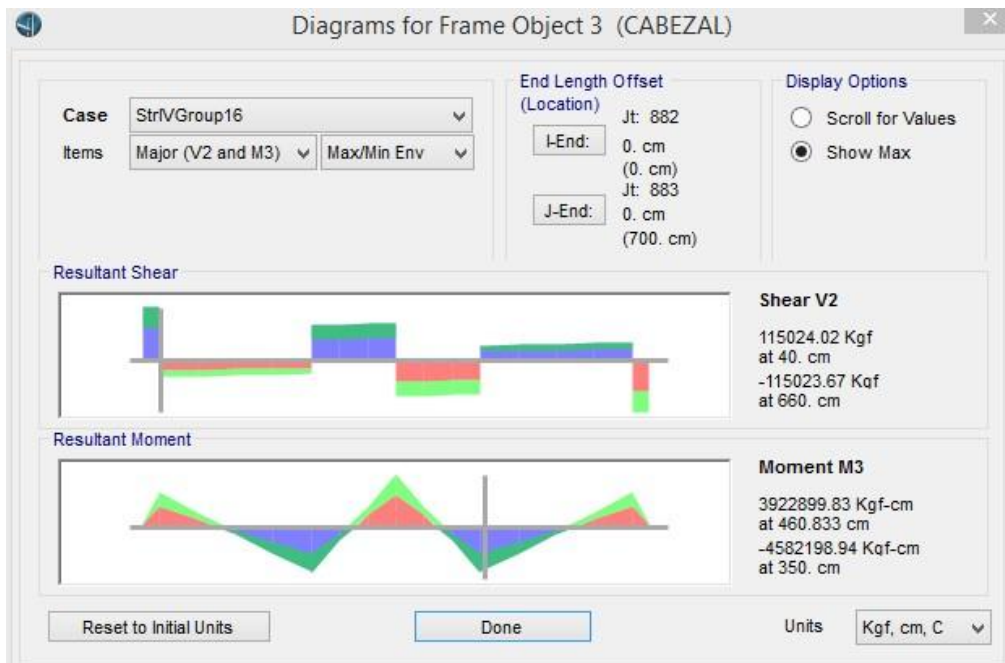 Diagrams for Frame Object 3 (CABEZAL)
Case
StrIVGroup16
Items
Major (V2 and M3)
Max/Min Env
End Length Offset
(Location)
Jt: 882
I-End:
0. cm
(0. cm)
Jt: 883
J-End:
0. cm
(700. cm)
Display Options
Scroll for Values
Show Max
Resultant Shear
Shear V2
115024.02 Kgf
at 40. cm
-115023.67 Kgf
at 660. cm
Resultant Moment
Moment M3
3922899.83 Kgf-cm
at 460.833 cm
-4582198.94 Kgf-cm
at 350. cm
Reset to Initial Units
Done
Units
Kgf, cm, C